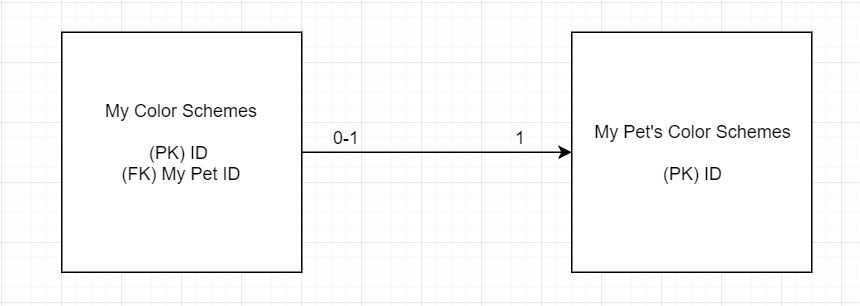 My Color Schemes
(PK) ID
(FK) My Pet ID
0-1
1
My Pet's Color Schemes
(PK) ID